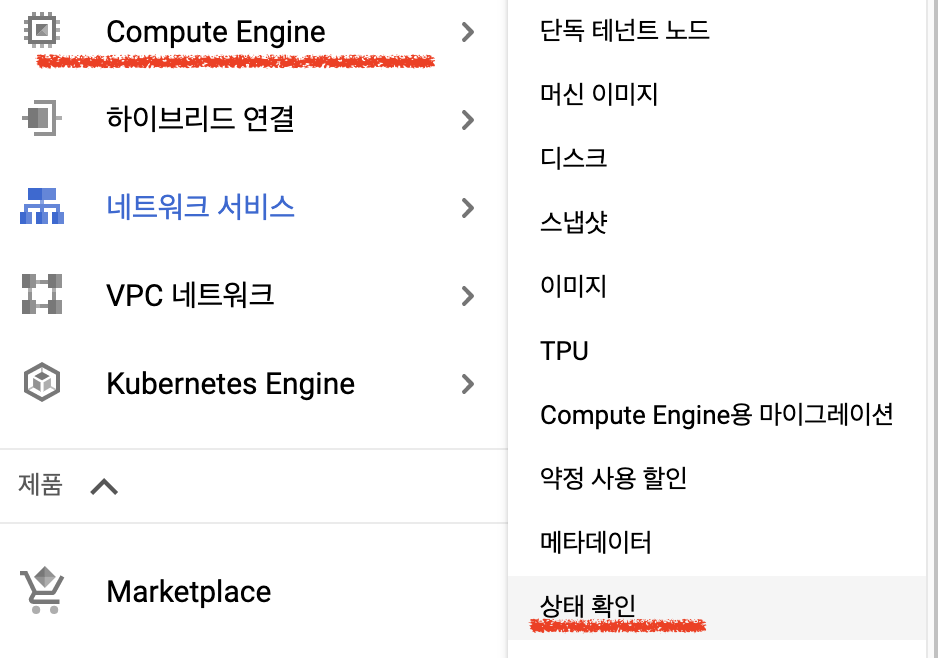 Compute Engine
하이브리드 연결
네트워크 서비스
VPC 네트워크
Kubernetes Engine
제품
Marketplace
단독 테넌트 노드
머신 이미지
디스크
스냅샷
이미지
TPU
Compute Engine용 마이그레이션
약정 사용 할인
메타데이터
상태 확인